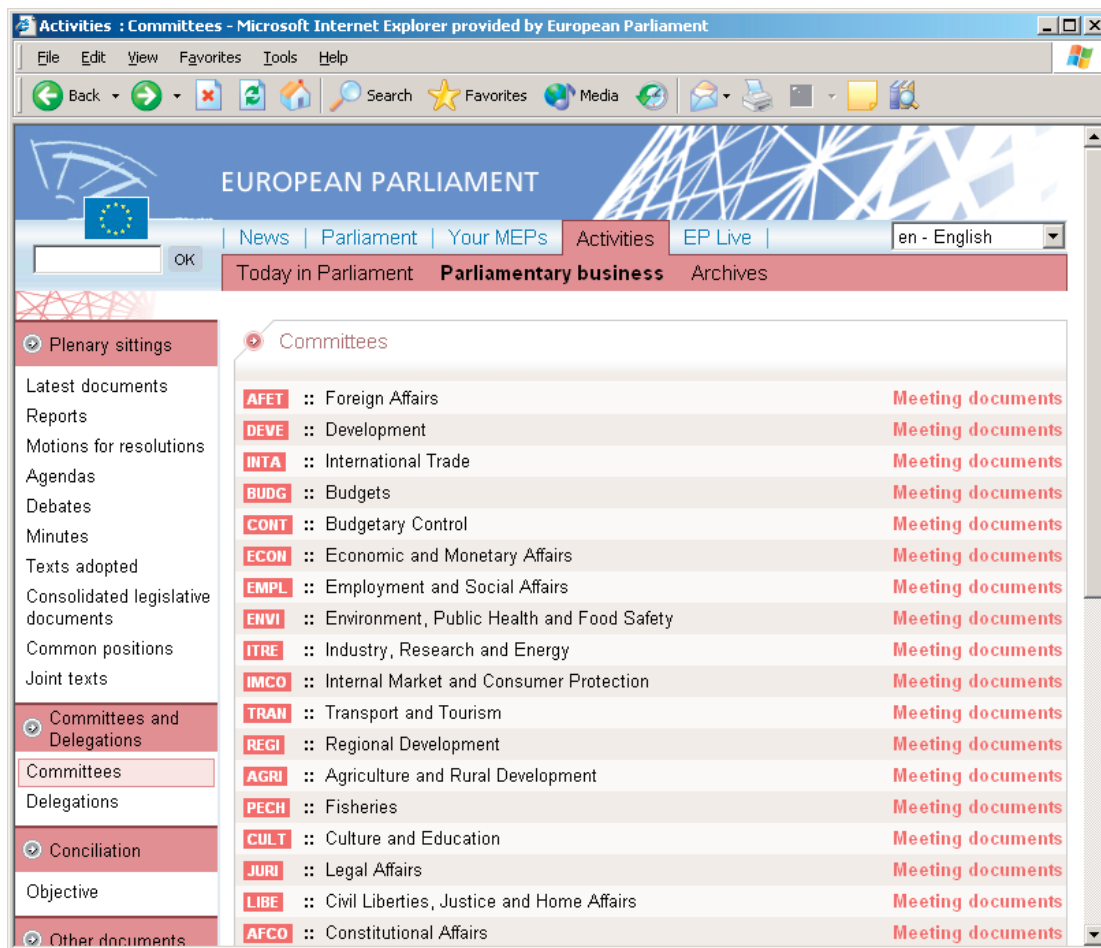 Activities : Committees - Microsoft Internet Explorer provided by European Parliament
File Edit View Favorites Tools Help
Back Search Favorites Media
EUROPEAN PARLIAMENT
| News | Parliament | Your MEPs Activities EP Live |
en - English
OK
Today in Parliament Parliamentary business Archives
Plenary sittings
Latest documents
Reports
Motions for resolutions
Agendas
Debates
Minutes
Texts adopted
Consolidated legislative
documents
Common positions
Joint texts
Committees and
Delegations
Committees
Delegations
Conciliation
Objective
Other documents
Committees
AFET :: Foreign Affairs Meeting documents
DEVE :: Development Meeting documents
INTA :: International Trade Meeting documents
BUDG :: Budgets Meeting documents
CONT :: Budgetary Control Meeting documents
ECON :: Economic and Monetary Affairs Meeting documents
EMPL :: Employment and Social Affairs Meeting documents
ENVI :: Environment, Public Health and Food Safety Meeting documents
ITRE :: Industry, Research and Energy Meeting documents
IMCO :: Internal Market and Consumer Protection Meeting documents
TRAN :: Transport and Tourism Meeting documents
REGI :: Regional Development Meeting documents
AGRI :: Agriculture and Rural Development Meeting documents
PECH :: Fisheries Meeting documents
CULT :: Culture and Education Meeting documents
JURI :: Legal Affairs Meeting documents
LIBE :: Civil Liberties, Justice and Home Affairs Meeting documents
AFCO :: Constitutional Affairs Meeting documents